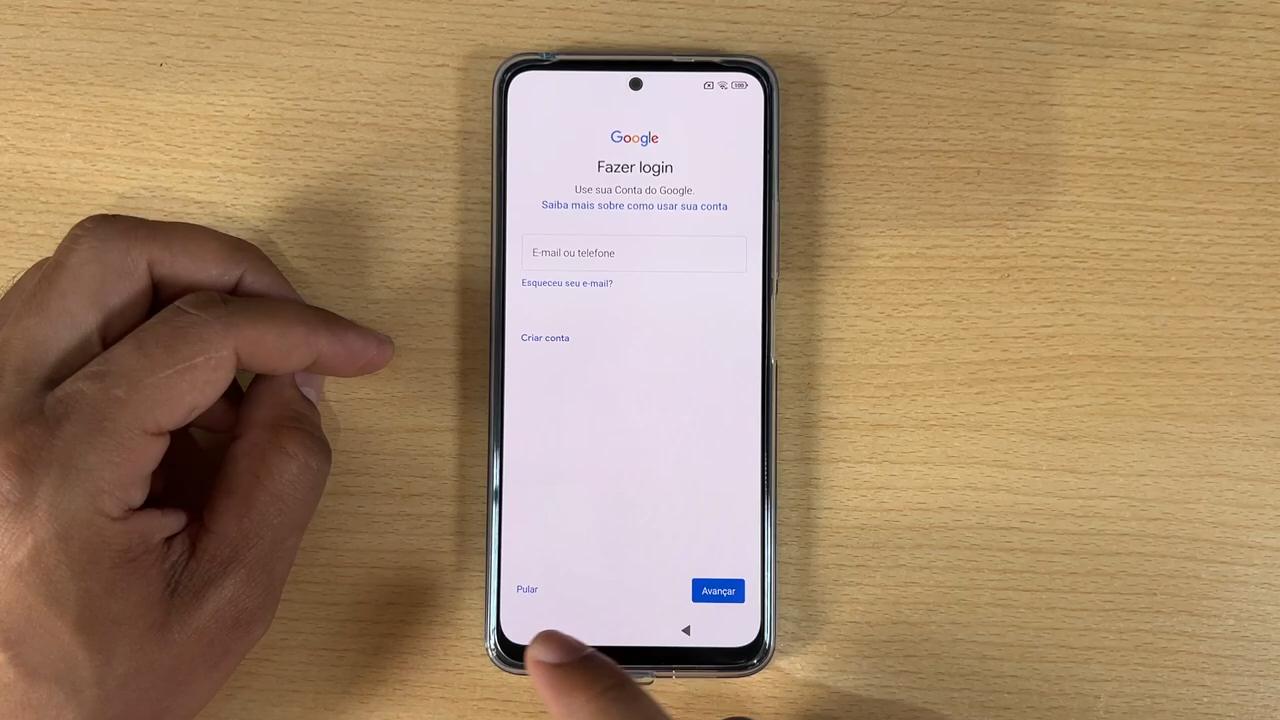 100
Google
Fazer login
Use sua Conta do Google.
Saiba mais sobre como usar sua conta
E-mail ou telefone
Esqueceu seu e-mail?
Criar conta
Pular
Avançar